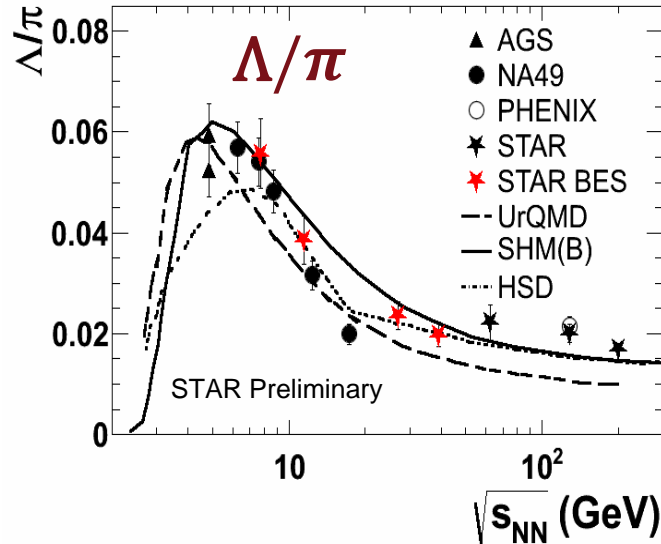 Λ/π
0.08
0.06
0.04
0.02
0
Λ/π
AGS
NA49
PHENIX
STAR
STAR BES
UrQMD
SHM(B)
HSD
STAR Preliminary
10
10²
√s_NN (GeV)